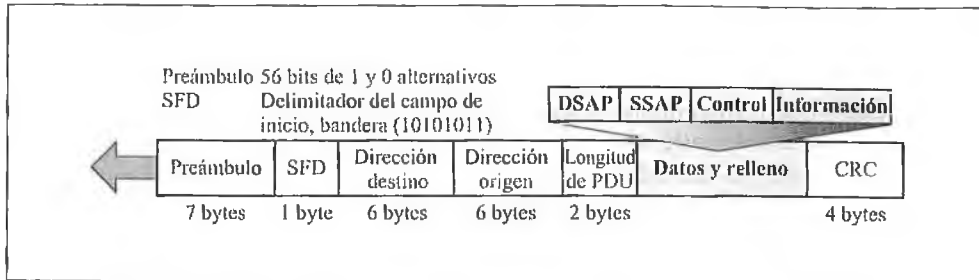 Preámbulo 56 bits de 1 y 0 alternativos
SFD Delimitador del campo de
inicio, bandera (10101011)
DSAP SSAP Control Información
Preámbulo SFD Dirección destino Dirección origen Longitud de PDU Datos y relleno CRC
7 bytes 1 byte 6 bytes 6 bytes 2 bytes 4 bytes